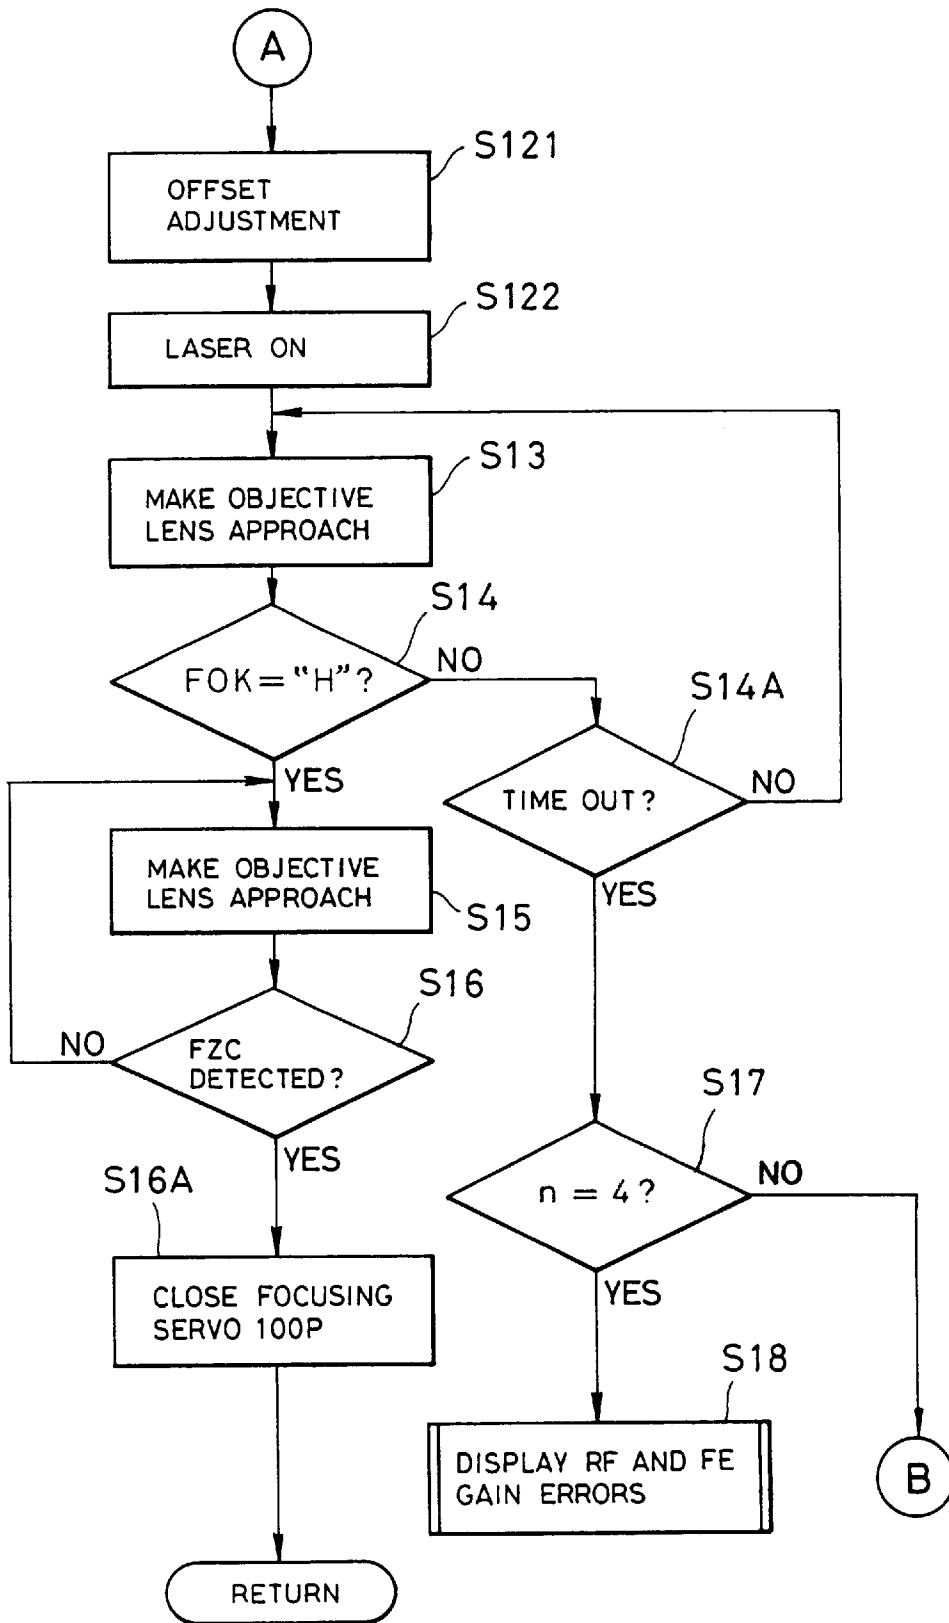 A
S121
OFFSET
ADJUSTMENT
S122
LASER ON
S13
MAKE OBJECTIVE
LENS APPROACH
S14
FOK = "H"?
NO
S14A
TIME OUT?
NO
YES
YES
MAKE OBJECTIVE
LENS APPROACH
S15
S16
FZC
DETECTED?
NO
YES
S17
n = 4?
NO
YES
S16A
CLOSE FOCUSING
SERVO 100P
S18
DISPLAY RF AND FE
GAIN ERRORS
B
RETURN